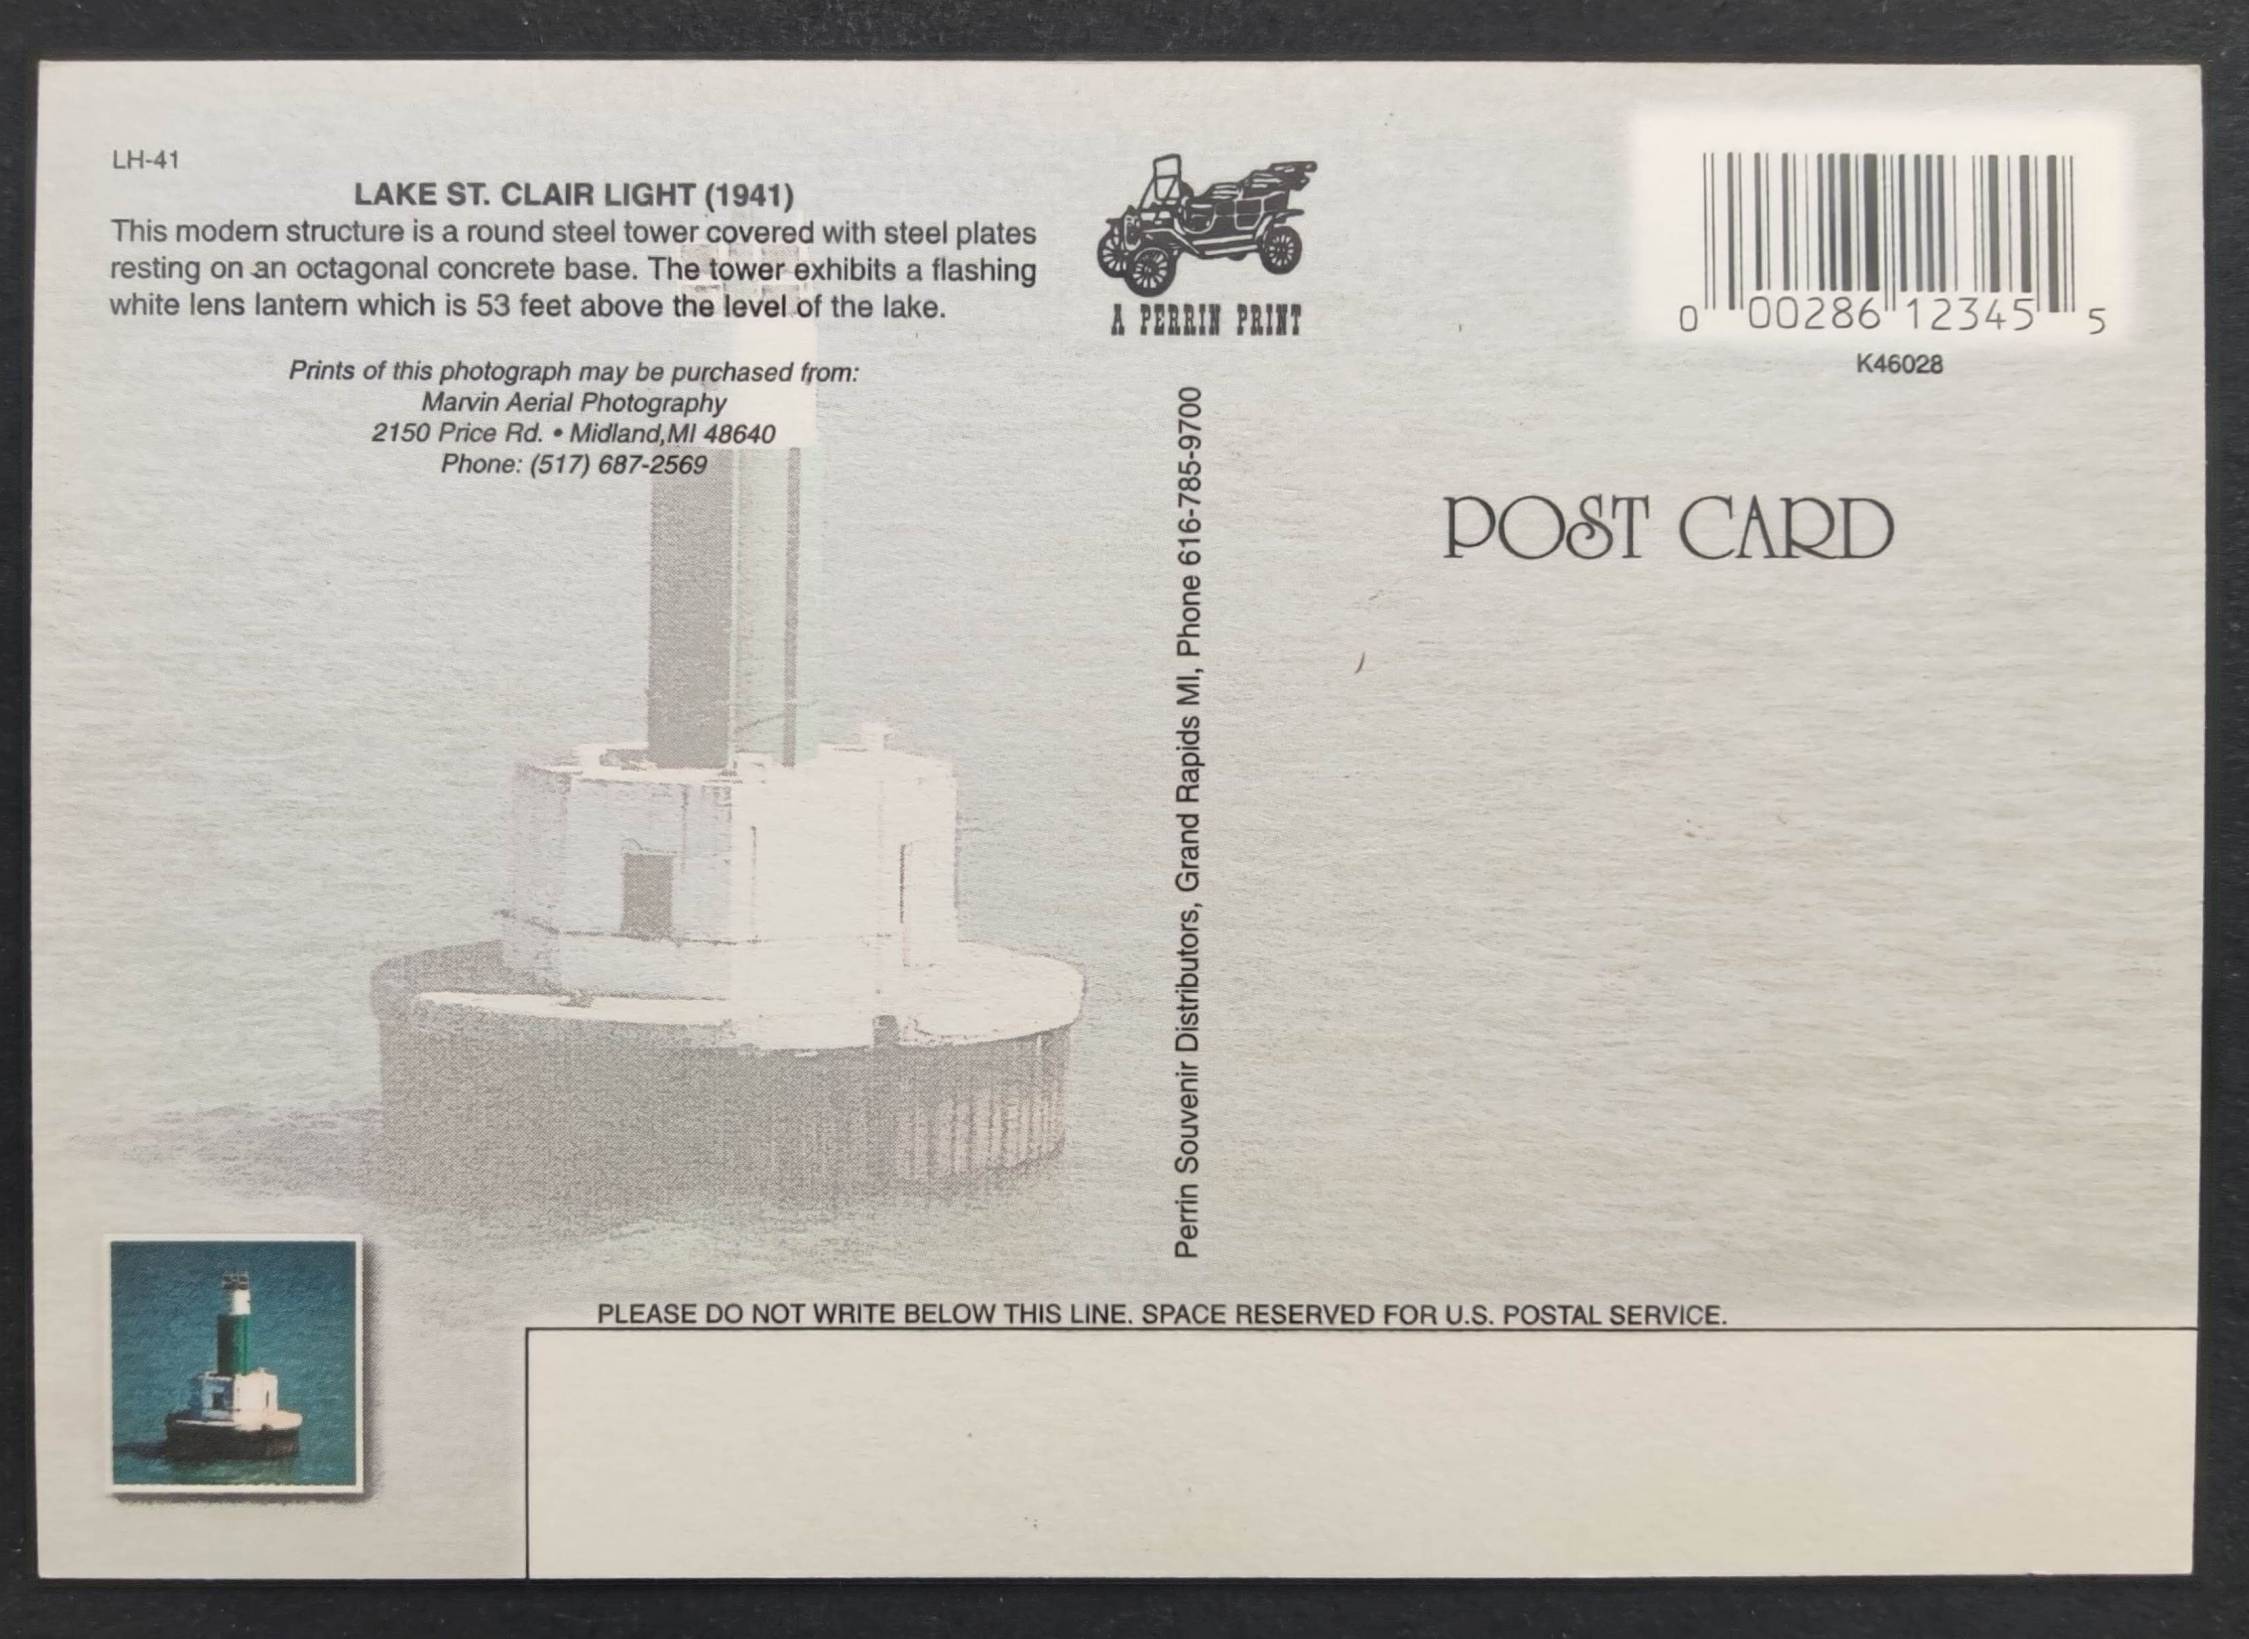 LH-41
LAKE ST. CLAIR LIGHT (1941)
This modern structure is a round steel tower covered with steel plates
resting on an octagonal concrete base. The tower exhibits a flashing
white lens lantern which is 53 feet above the level of the lake.
Prints of this photograph may be purchased from:
Marvin Aerial Photography
2150 Price Rd. • Midland,MI 48640
Phone: (517) 687-2569
A PERRIN PRINT
Perrin Souvenir Distributors, Grand Rapids MI, Phone 616-785-9700
0 00286 12345 5
K46028
POST CARD
PLEASE DO NOT WRITE BELOW THIS LINE. SPACE RESERVED FOR U.S. POSTAL SERVICE.